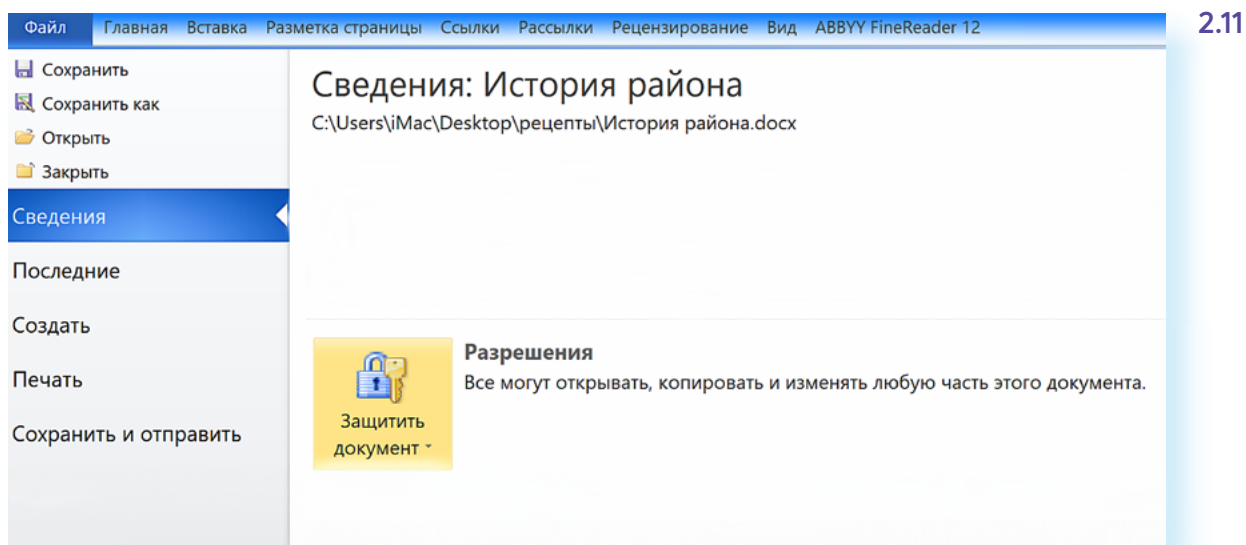 Файл Главная Вставка Разметка страницы Ссылки Рассылки Рецензирование Вид ABBYY FineReader 12
2.11
Сохранить
Сохранить как
Открыть
Закрыть
Сведения
Последние
Создать
Печать
Сохранить и отправить
Сведения: История района
C:\Users\iMac\Desktop\рецепты\История района.docx
Защитить
документ
Разрешения
Все могут открывать, копировать и изменять любую часть этого документа.